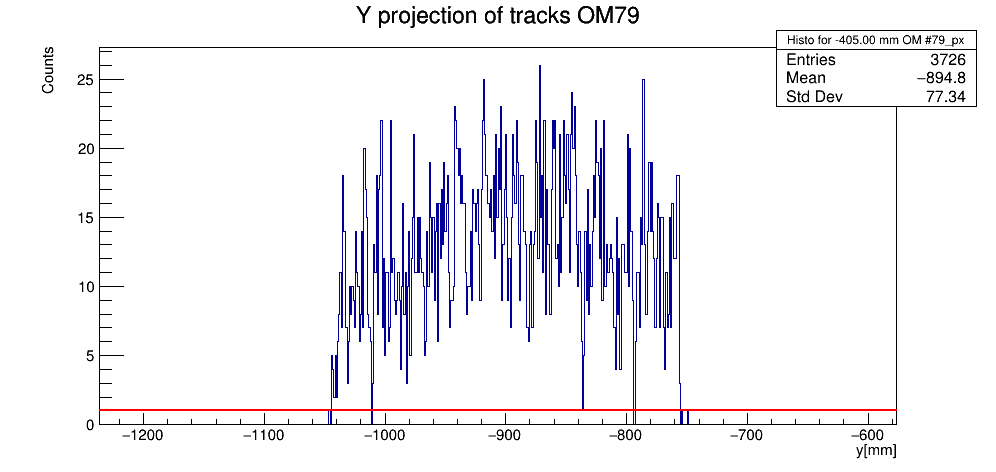 Y projection of tracks OM79
Histo for -405.00 mm OM #79_px
Entries 3726
Mean −894.8
Std Dev 77.34
Counts
25
20
15
10
5
0
−1200 −1100 −1000 −900 −800 −700 −600
y[mm]